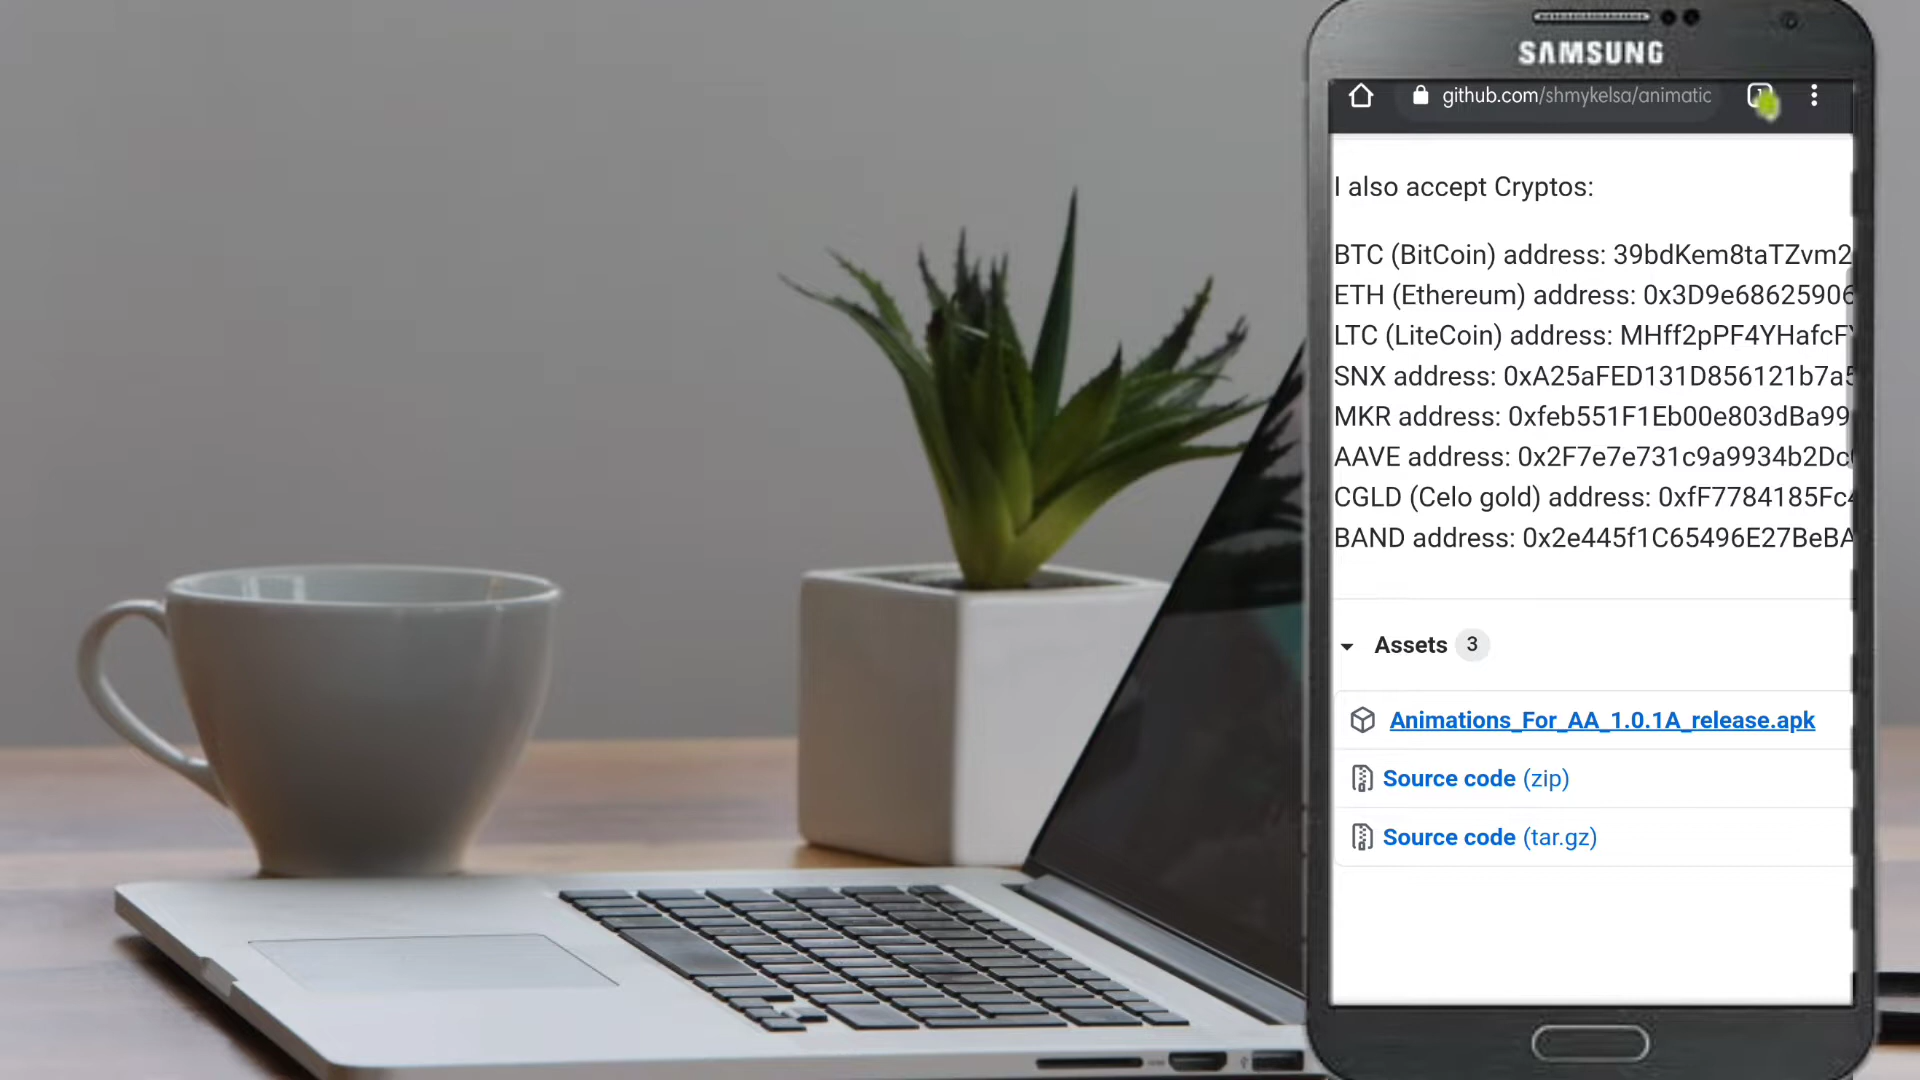 SAMSUNG
github.com/shmykelsa/animatic
I also accept Cryptos:
BTC (BitCoin) address: 39bdKem8taTZvm2
ETH (Ethereum) address: 0x3D9e68625906
LTC (LiteCoin) address: MHff2pPF4YHafcF
SNX address: 0xA25aFED131D856121b7a5
MKR address: 0xfeb551F1Eb00e803dBa99
AAVE address: 0x2F7e7e731c9a9934b2Dc
CGLD (Celo gold) address: 0xfF7784185Fc4
BAND address: 0x2e445f1C65496E27BeBA
Assets 3
Animations_For_AA_1.0.1A_release.apk
Source code (zip)
Source code (tar.gz)